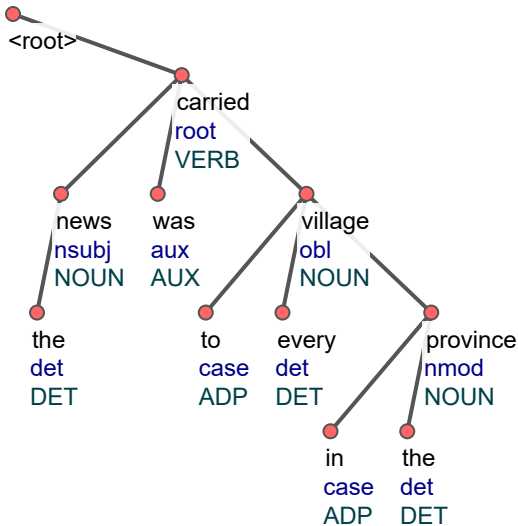 <root>
carried
root
VERB
news was village
nsubj aux obl
NOUN AUX NOUN
the to every province
det case det nmod
DET ADP DET NOUN
in the
case det
ADP DET